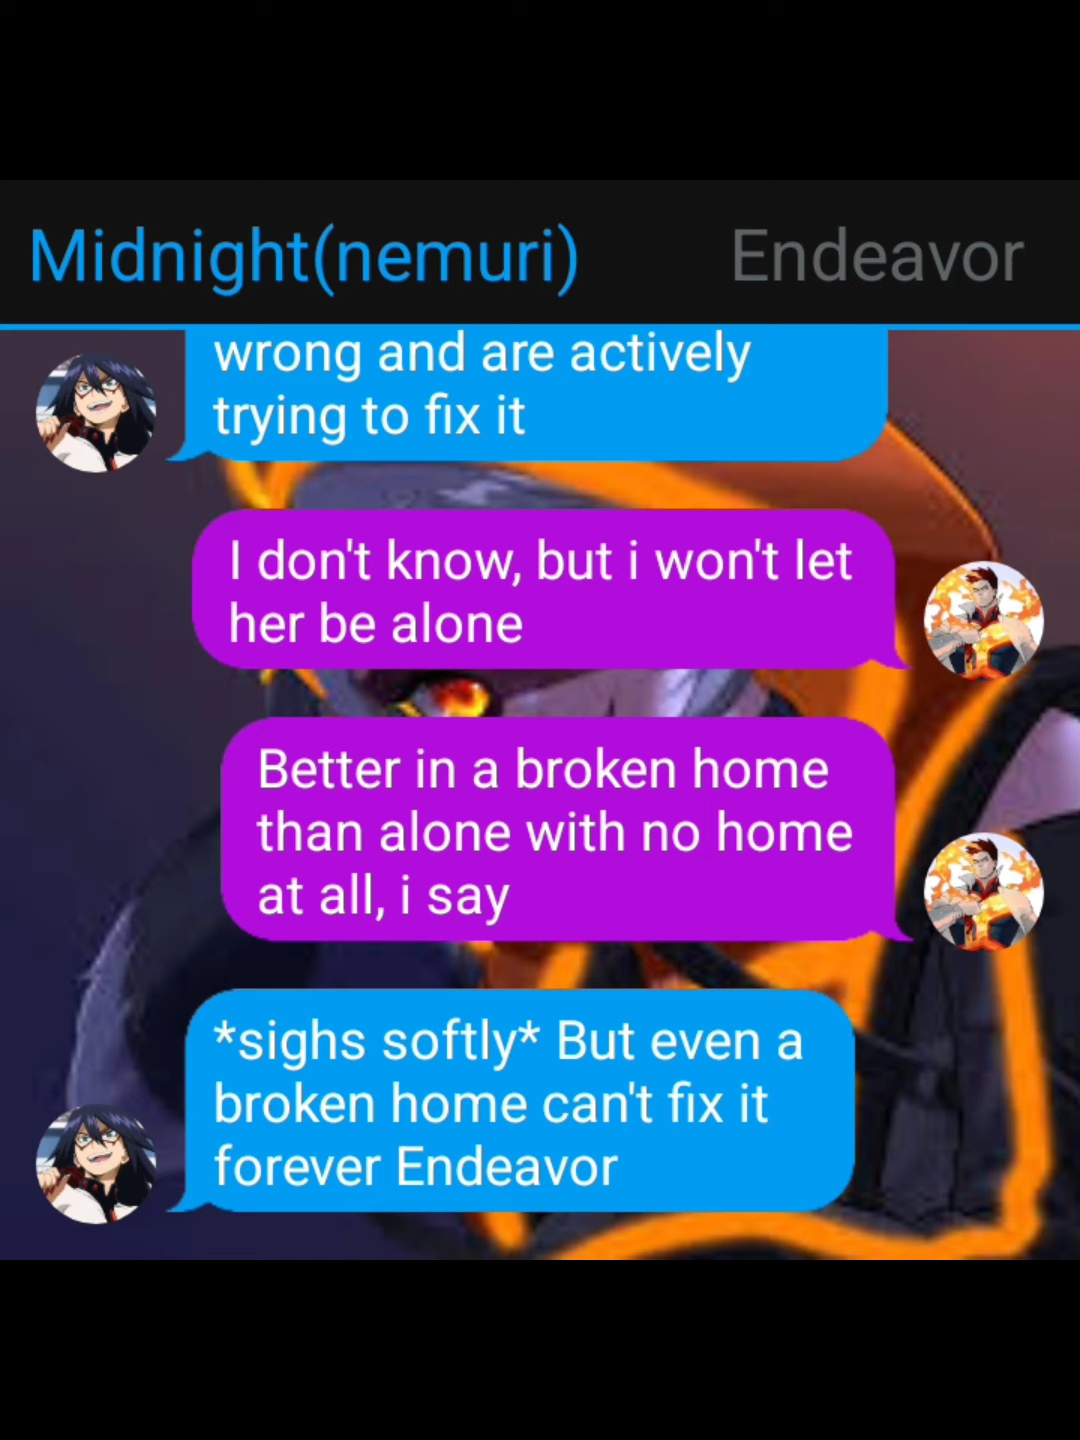 Midnight(nemuri) Endeavor
wrong and are actively
trying to fix it
I don't know, but i won't let
her be alone
Better in a broken home
than alone with no home
at all, i say
*sighs softly* But even a
broken home can't fix it
forever Endeavor